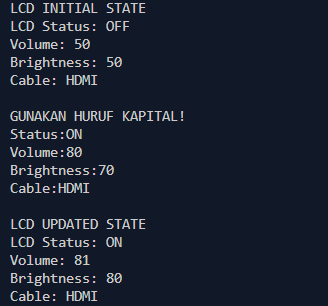 LCD INITIAL STATE
LCD Status: OFF
Volume: 50
Brightness: 50
Cable: HDMI
GUNAKAN HURUF KAPITAL!
Status:ON
Volume:80
Brightness:70
Cable:HDMI
LCD UPDATED STATE
LCD Status: ON
Volume: 81
Brightness: 80
Cable: HDMI